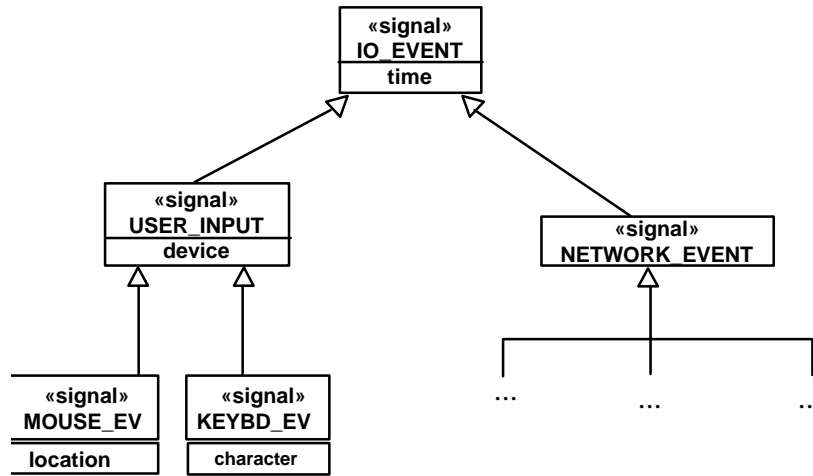 «signal»
IO_EVENT
time
«signal»
USER_INPUT
device
«signal»
NETWORK_EVENT
«signal»
MOUSE_EV
location
«signal»
KEYBD_EV
character
...
...
...